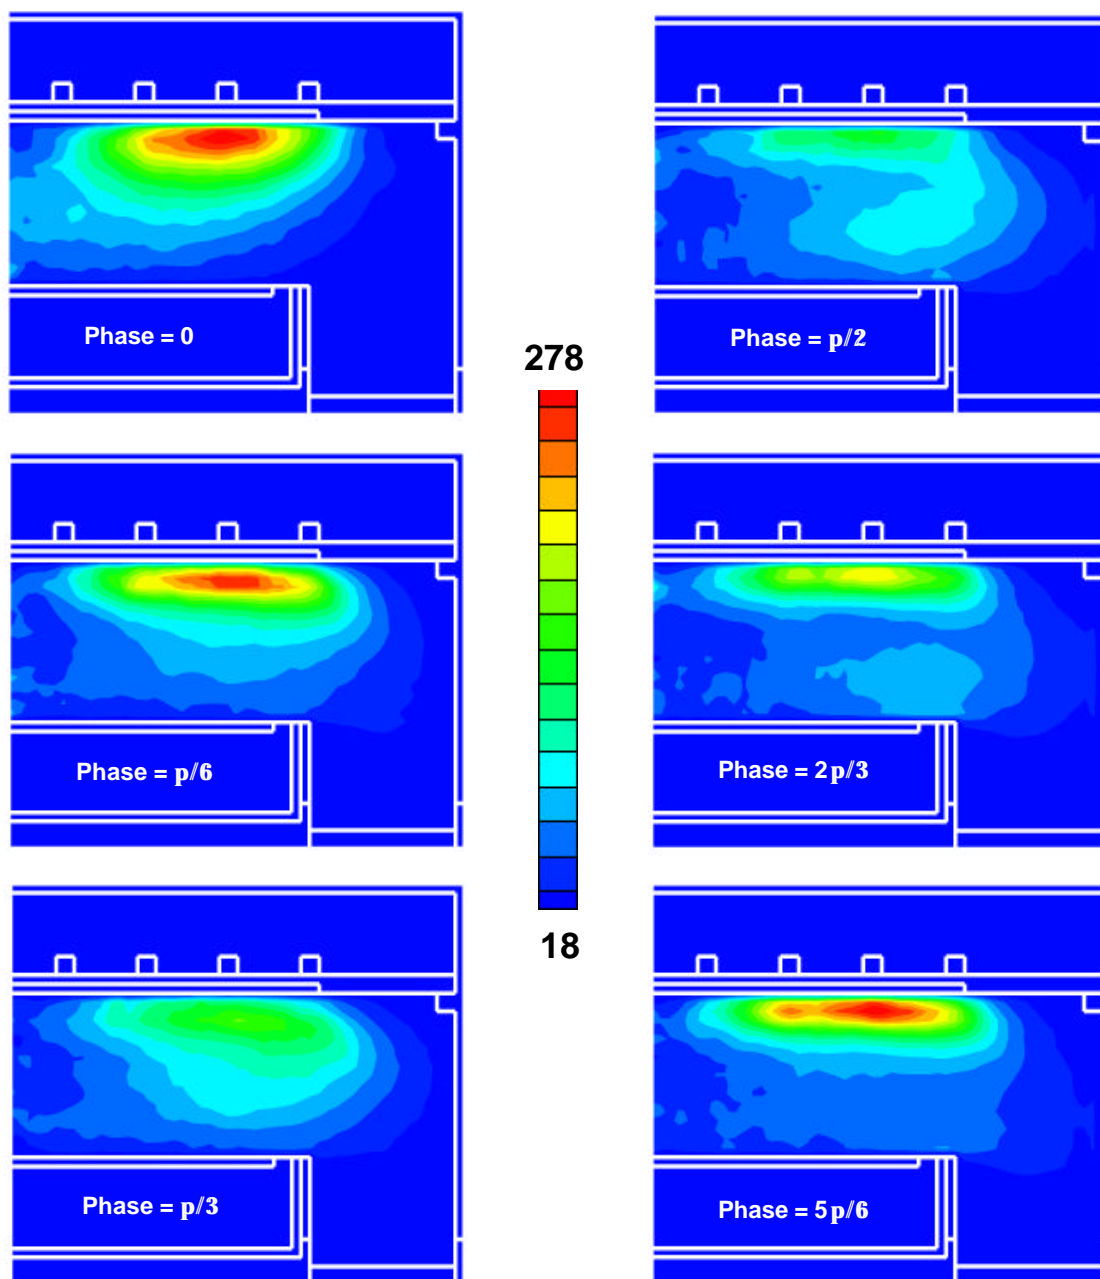 Phase = 0
Phase = p/2
278
Phase = p/6
Phase = 2p/3
18
Phase = p/3
Phase = 5p/6